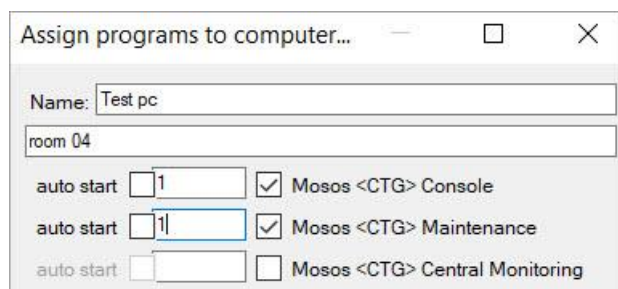 Assign programs to computer...
Name: Test pc
room 04
auto start 1 Mosos <CTG> Console
auto start 1 Mosos <CTG> Maintenance
auto start Mosos <CTG> Central Monitoring